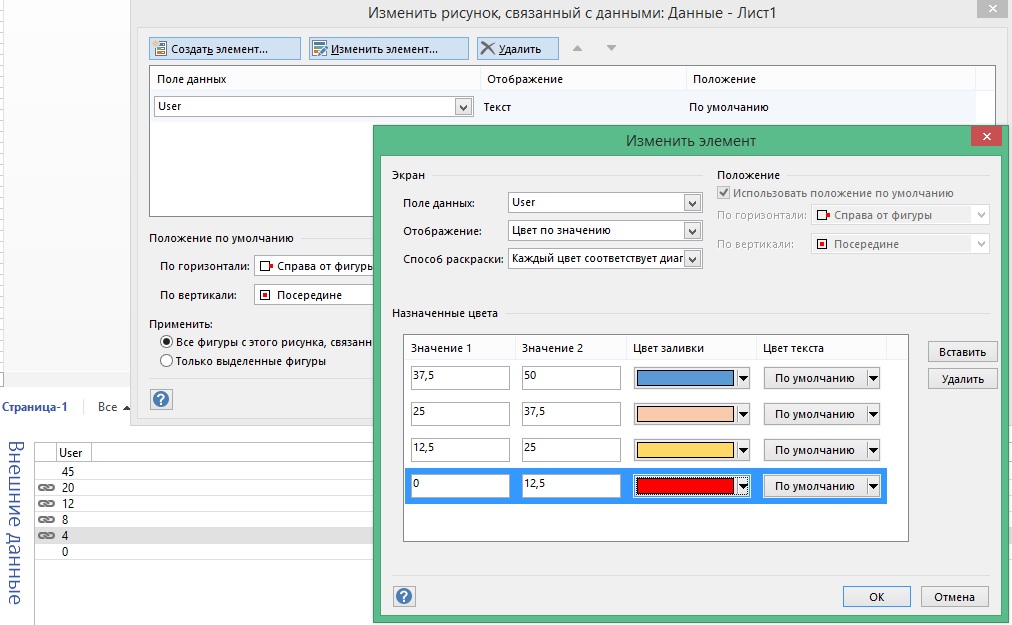 Изменить рисунок, связанный с данными: Данные - Лист1
Создать элемент... Изменить элемент... Удалить
Поле данных Отображение Положение
User Текст По умолчанию
Положение по умолчанию
По горизонтали: Справа от фигуры
По вертикали: Посередине
Применить:
Все фигуры с этого рисунка, связанн
Только выделенные фигуры
?
Изменить элемент
Экран
Поле данных: User
Отображение: Цвет по значению
Способ раскраски: Каждый цвет соответствует диаг
Положение
Использовать положение по умолчанию
По горизонтали: Справа от фигуры
По вертикали: Посередине
Назначенные цвета
Значение 1 Значение 2 Цвет заливки Цвет текста
37,5 50 По умолчанию
25 37,5 По умолчанию
12,5 25 По умолчанию
0 12,5 По умолчанию
Вставить
Удалить
?
ОК Отмена
Страница-1 Все
Внешние данные
User
45
20
12
8
4
0